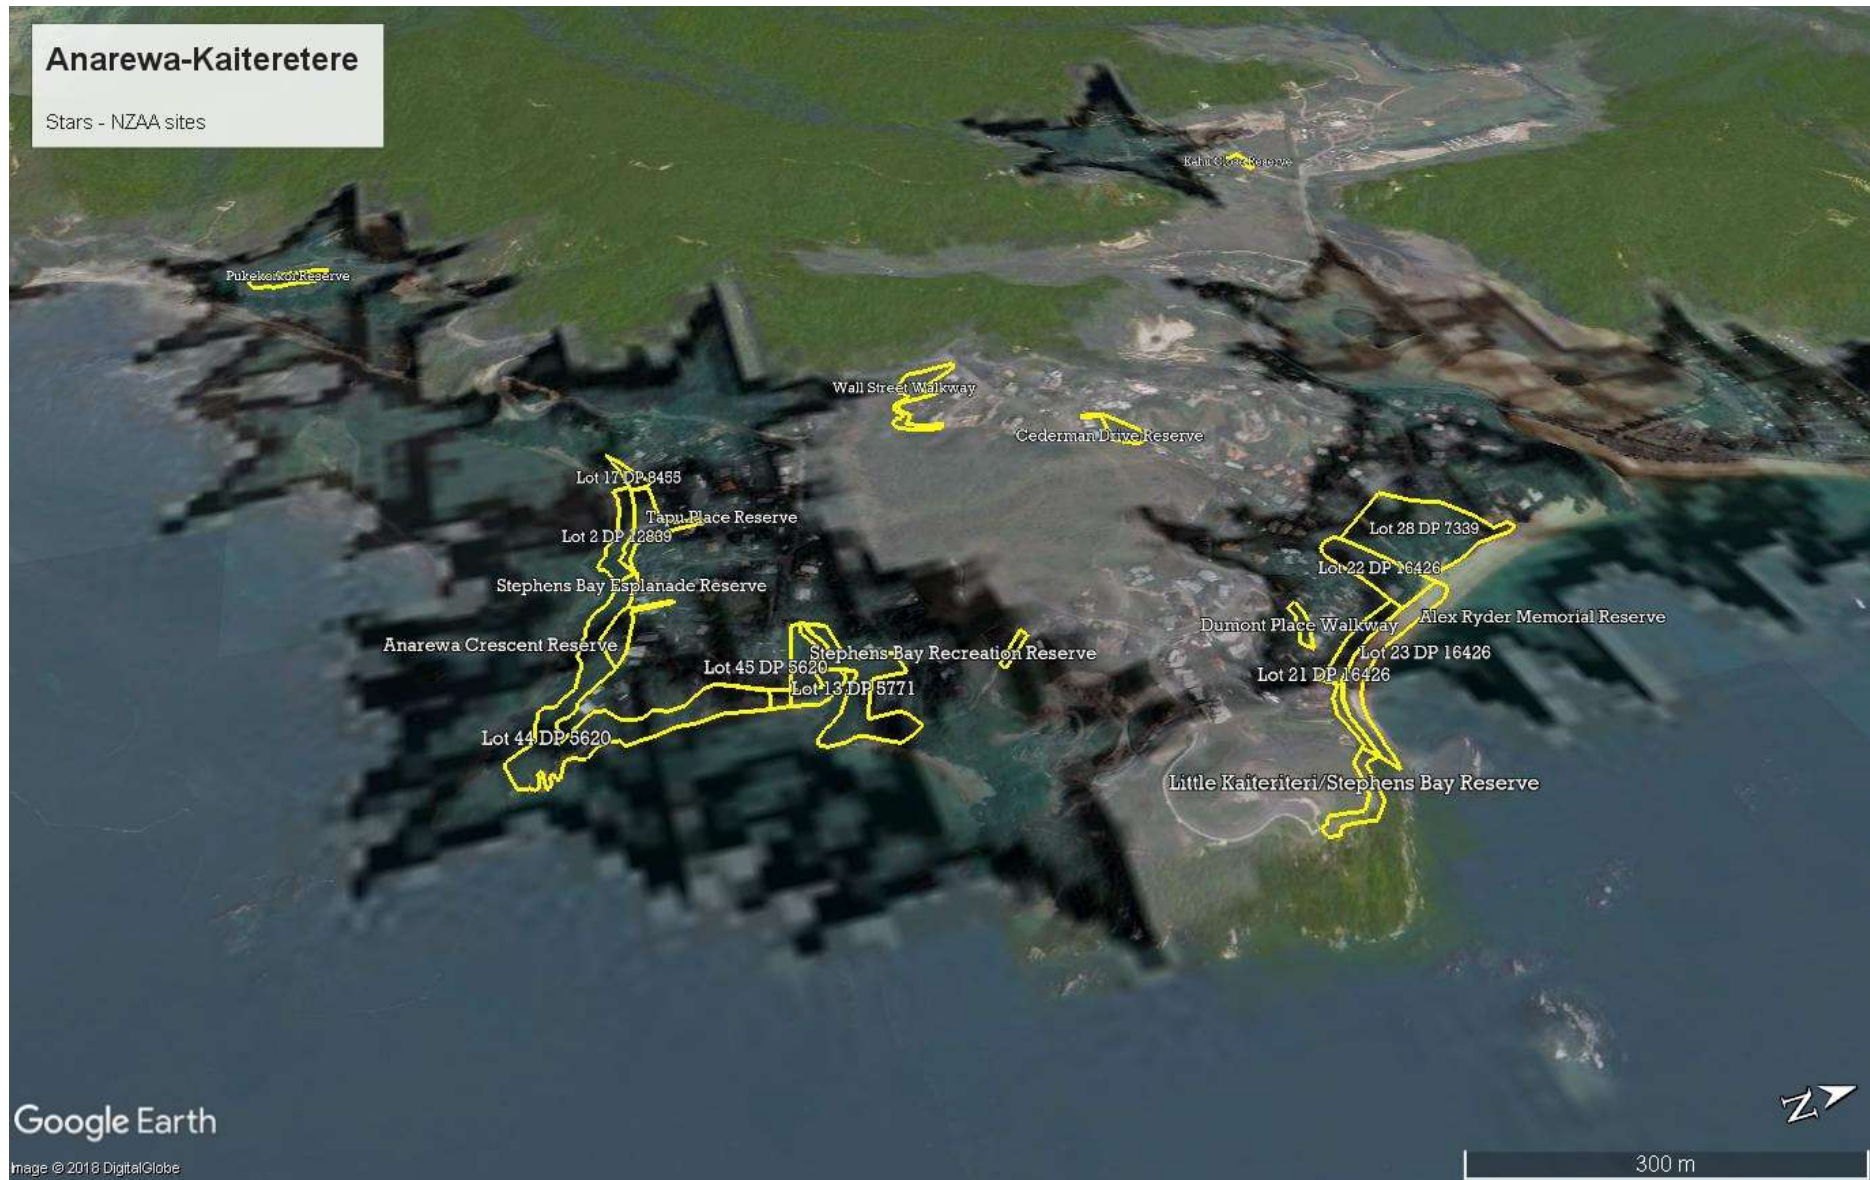 Anarewa-Kaiteretere
Stars - NZAA sites
Kahu Close Reserve
Pukekoikoi Reserve
Wall Street Walkway
Cederman Drive Reserve
Lot 17 DP 8455
Tapu Place Reserve
Lot 28 DP 7339
Lot 2 DP 12839
Lot 22 DP 16426
Stephens Bay Esplanade Reserve
Alex Ryder Memorial Reserve
Dumont Place Walkway
Anarewa Crescent Reserve
Stephens Bay Recreation Reserve
Lot 23 DP 16426
Lot 45 DP 5620
Lot 21 DP 16426
Lot 13 DP 5771
Lot 44 DP 5620
Little Kaiteriteri/Stephens Bay Reserve
Google Earth
N
Image © 2018 DigitalGlobe
300 m